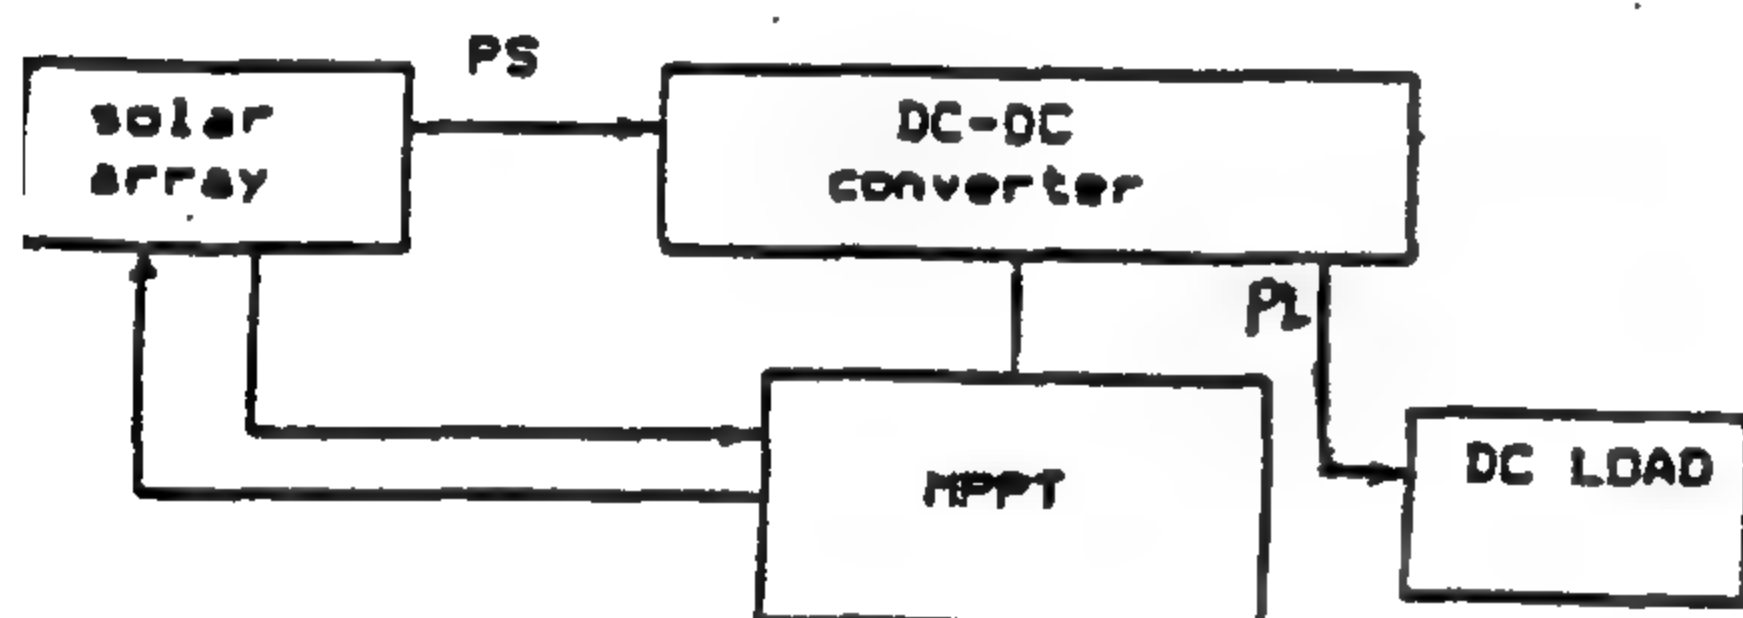 PS
solar
array
DC-DC
converter
PL
MPPT
DC LOAD